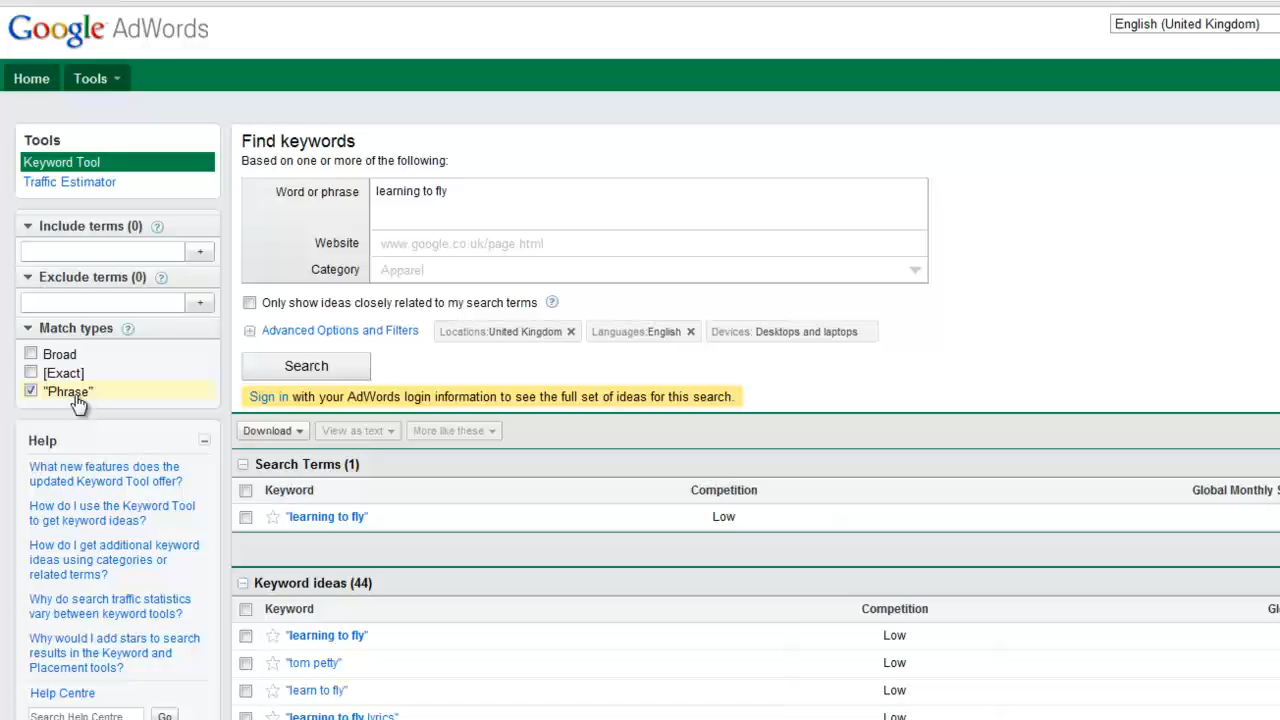 Google AdWords
English (United Kingdom)
Home
Tools
Tools
Keyword Tool
Traffic Estimator
Include terms (0) ?
+
Exclude terms (0) ?
+
Match types ?
Broad
[Exact]
"Phrase"
Help
What new features does the
updated Keyword Tool offer?
How do I use the Keyword Tool
to get keyword ideas?
How do I get additional keyword
ideas using categories or
related terms?
Why do search traffic statistics
vary between keyword tools?
Why would I add stars to search
results in the Keyword and
Placement tools?
Help Centre
Search Help Centre
Go
Find keywords
Based on one or more of the following:
Word or phrase
learning to fly
Website
www.google.co.uk/page.html
Category
Apparel
Only show ideas closely related to my search terms ?
Advanced Options and Filters
Locations:United Kingdom
Languages:English
Devices: Desktops and laptops
Search
Sign in with your AdWords login information to see the full set of ideas for this search.
Download
View as text
More like these
Search Terms (1)
Keyword
Competition
Global Monthly S
"learning to fly"
Low
Keyword ideas (44)
Keyword
Competition
Gl
"learning to fly"
Low
"tom petty"
Low
"learn to fly"
Low
"learning to fly lyrics"
Low